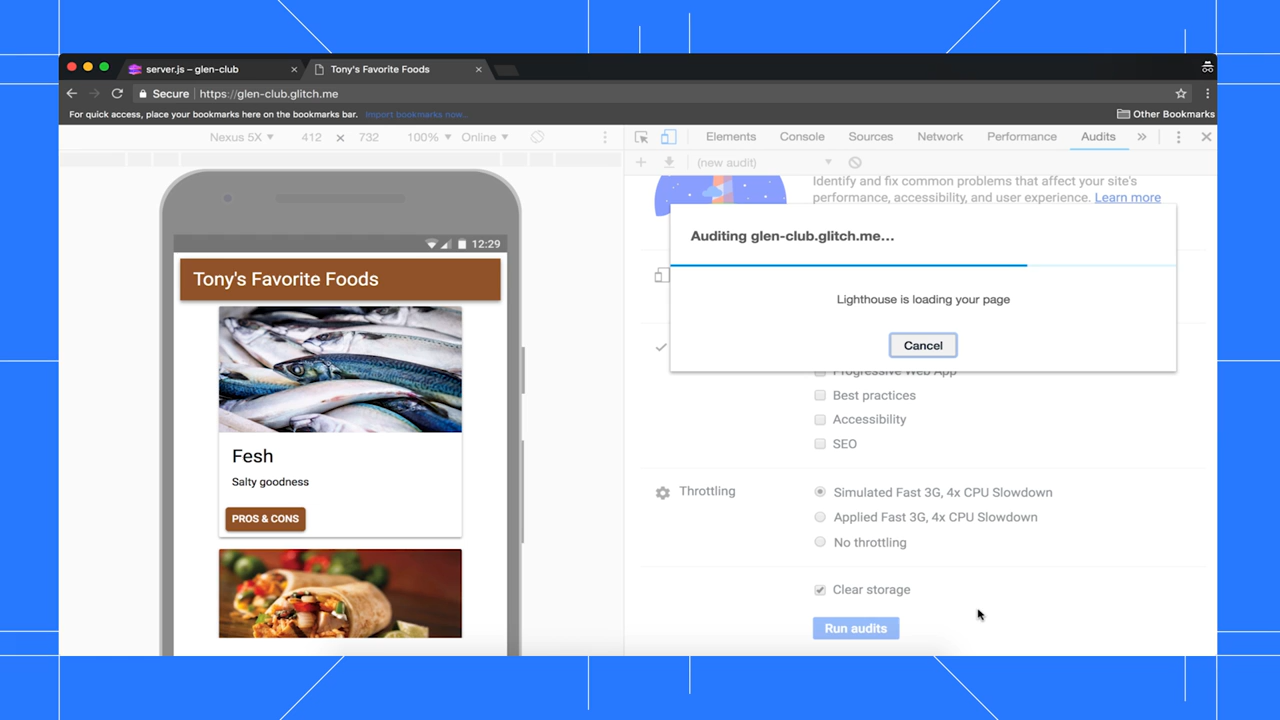 server.js – glen-club
Tony's Favorite Foods
Secure https://glen-club.glitch.me
For quick access, place your bookmarks here on the bookmarks bar. Import bookmarks now...
Other Bookmarks
Nexus 5X 412 × 732 100% Online
Elements Console Sources Network Performance Audits
(new audit)
Identify and fix common problems that affect your site's
performance, accessibility, and user experience. Learn more
Auditing glen-club.glitch.me…
Lighthouse is loading your page
Cancel
Progressive Web App
Best practices
Accessibility
SEO
Throttling
Simulated Fast 3G, 4x CPU Slowdown
Applied Fast 3G, 4x CPU Slowdown
No throttling
Clear storage
Run audits
12:29
Tony's Favorite Foods
Fesh
Salty goodness
PROS & CONS